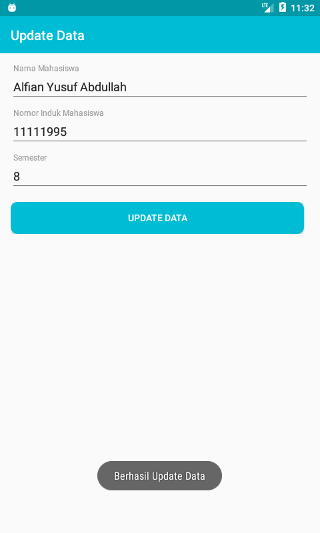 LTE 11:32
Update Data
Nama Mahasiswa
Alfian Yusuf Abdullah
Nomor Induk Mahasiswa
11111995
Semester
8
UPDATE DATA
Berhasil Update Data